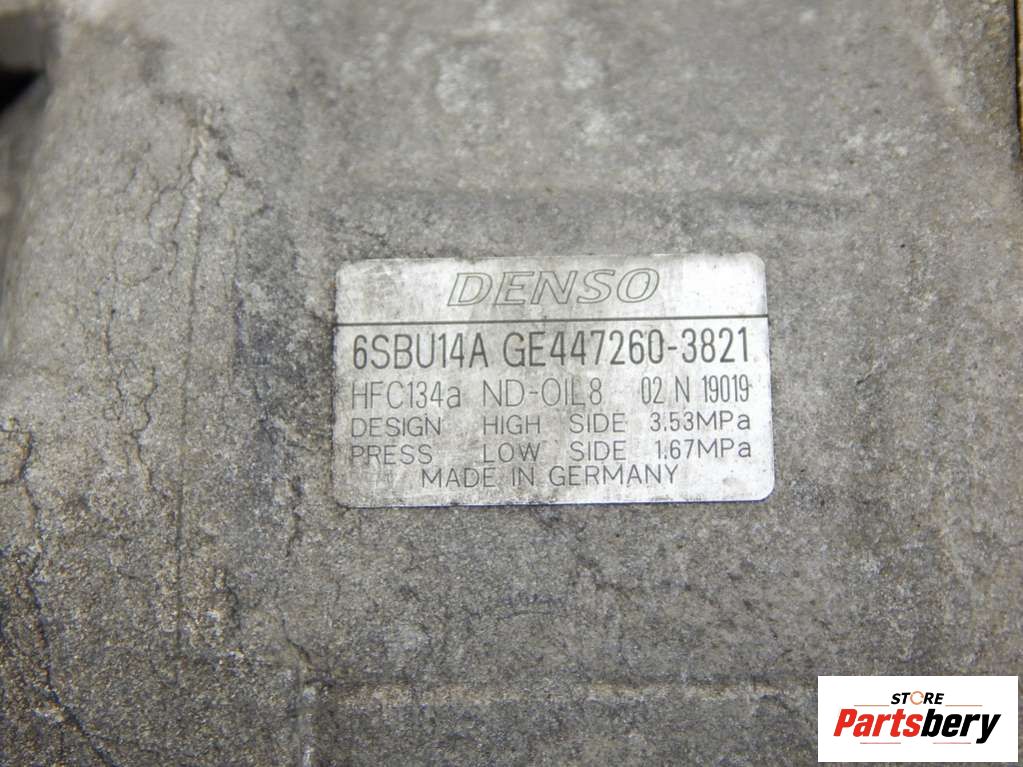 DENSO
6SBU14A GE447260-3821
HFC134a ND-OIL8 02 N 19019
DESIGN HIGH SIDE 3.53MPa
PRESS LOW SIDE 1.67MPa
MADE IN GERMANY
STORE
Partsbery